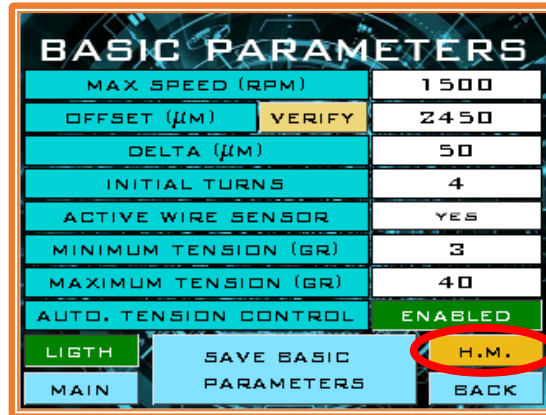 BASIC PARAMETERS
MAX SPEED (RPM) 1500
OFFSET (µM) VERIFY 2450
DELTA (µM) 50
INITIAL TURNS 4
ACTIVE WIRE SENSOR YES
MINIMUM TENSION (GR) 3
MAXIMUM TENSION (GR) 40
AUTO. TENSION CONTROL ENABLED
LIGTH
SAVE BASIC
PARAMETERS
H.M.
MAIN
BACK